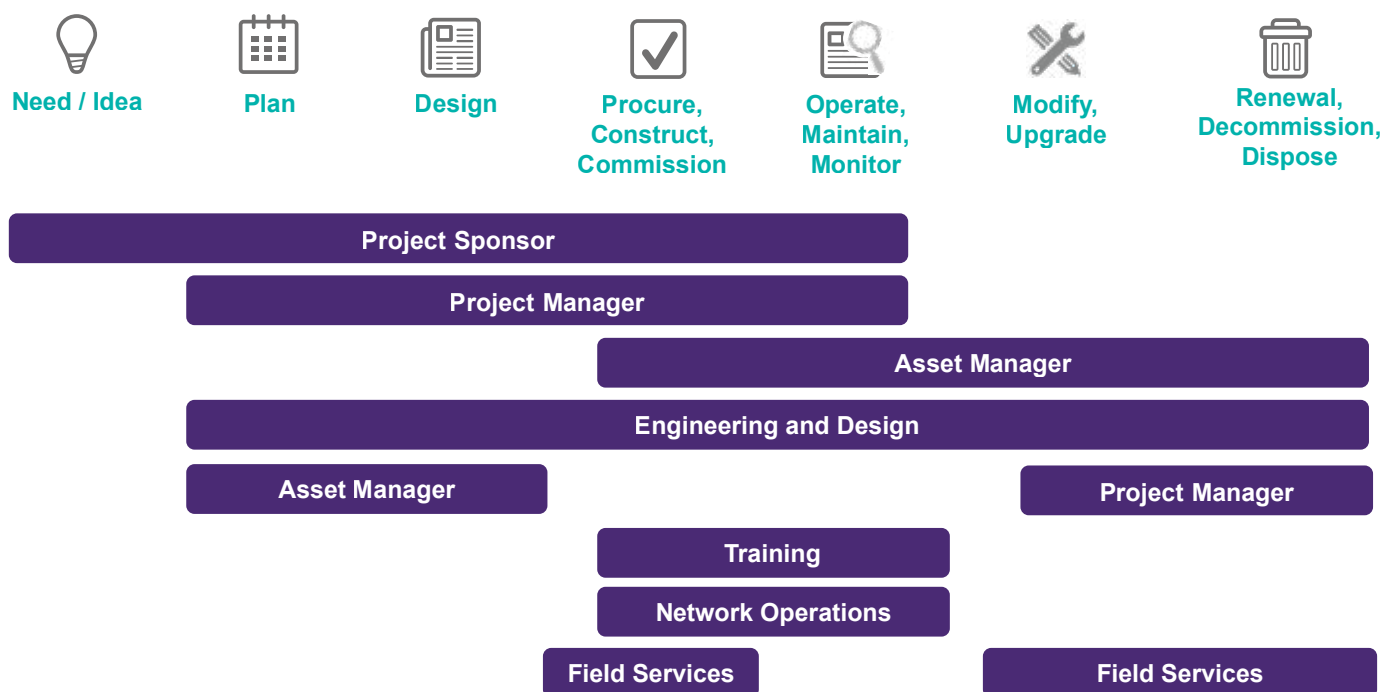 Need / Idea
Plan
Design
Procure,
Construct,
Commission
Operate,
Maintain,
Monitor
Modify,
Upgrade
Renewal,
Decommission,
Dispose
Project Sponsor
Project Manager
Asset Manager
Engineering and Design
Asset Manager
Project Manager
Training
Network Operations
Field Services
Field Services